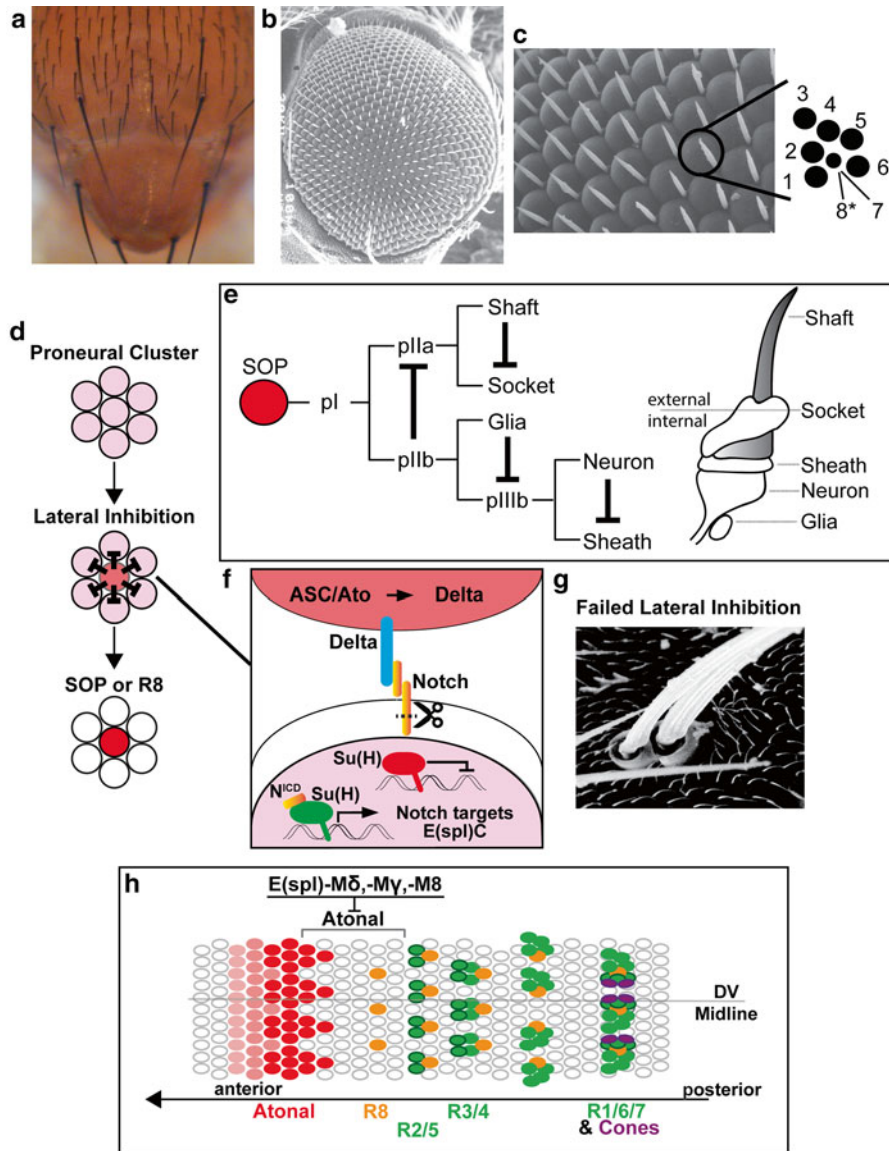 a
b
c
3
4
5
2
6
1
7
8*
d
Proneural Cluster
Lateral Inhibition
SOP or R8
e
SOP
pI
pIIa
pIIb
Shaft
Socket
Glia
pIIIb
Neuron
Sheath
Shaft
external
internal
Socket
Sheath
Neuron
Glia
f
ASC/Ato → Delta
Delta
Notch
Su(H)
N^ICD
Su(H)
Notch targets
E(spl)C
g
Failed Lateral Inhibition
h
E(spl)-Mδ,-Mγ,-M8
Atonal
DV
Midline
anterior
posterior
Atonal
R8
R2/5
R3/4
R1/6/7
& Cones